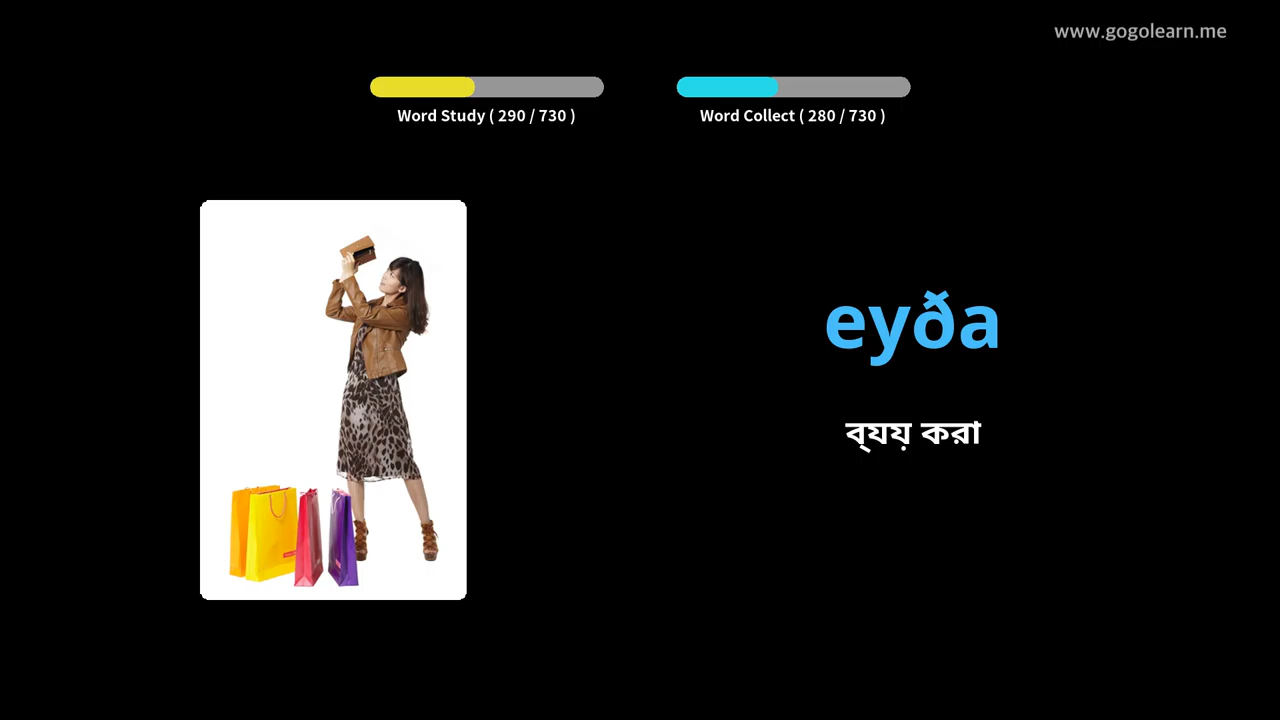 www.gogolearn.me
Word Study ( 290 / 730 )
Word Collect ( 280 / 730 )
eyða
ব্যয় করা